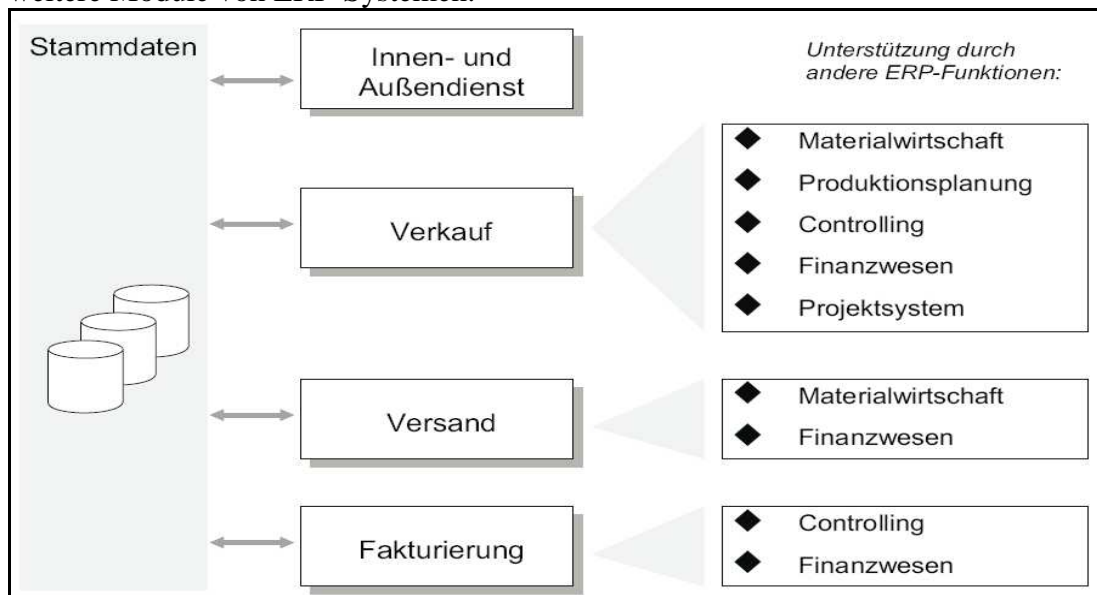 weitere Module von ERP-Systemen.
Stammdaten
Innen- und
Außendienst
Unterstützung durch
andere ERP-Funktionen:
Verkauf
Materialwirtschaft
Produktionsplanung
Controlling
Finanzwesen
Projektsystem
Versand
Materialwirtschaft
Finanzwesen
Fakturierung
Controlling
Finanzwesen